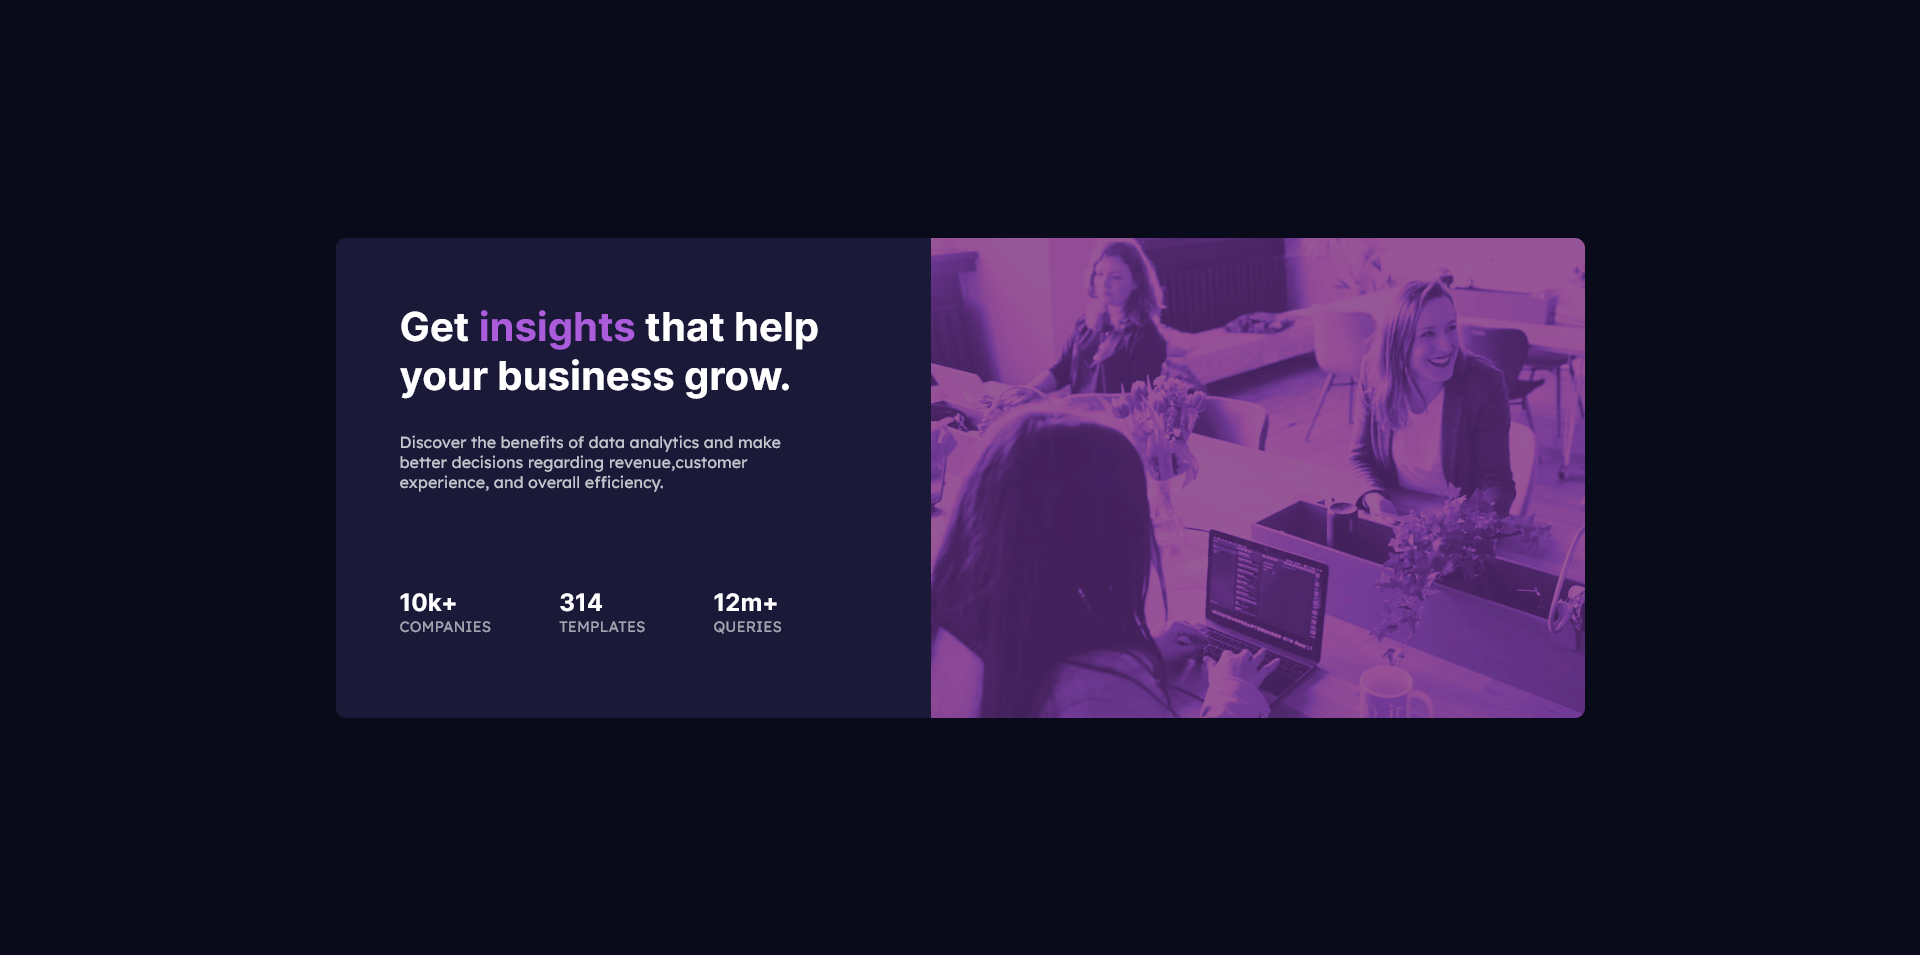 Get insights that help
your business grow.
Discover the benefits of data analytics and make
better decisions regarding revenue,customer
experience, and overall efficiency.
10k+ 314 12m+
COMPANIES TEMPLATES QUERIES